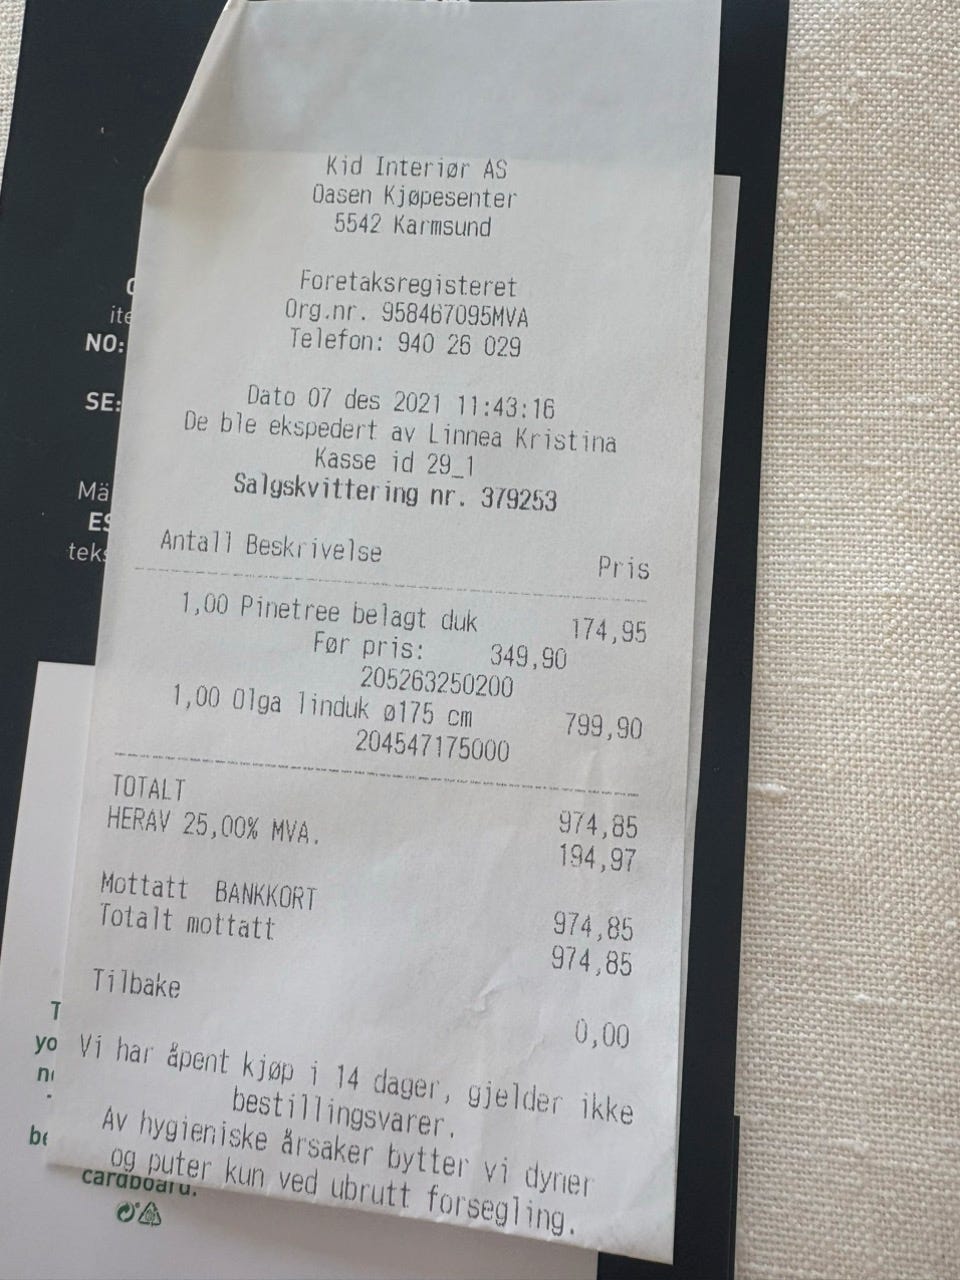 Kid Interiør AS
Oasen Kjøpesenter
5542 Karmsund
Foretaksregisteret
Org.nr. 958467095MVA
Telefon: 940 26 029
Dato 07 des 2021 11:43:16
De ble ekspedert av Linnea Kristina
Kasse id 29_1
Salgskvittering nr. 379253
Antall Beskrivelse Pris
1,00 Pinetree belagt duk 174,95
Før pris: 349,90
205263250200
1,00 Olga linduk ø175 cm 799,90
204547175000
TOTALT 974,85
HERAV 25,00% MVA. 194,97
Mottatt BANKKORT 974,85
Totalt mottatt 974,85
Tilbake 0,00
Vi har åpent kjøp i 14 dager, gjelder ikke
bestillingsvarer.
Av hygieniske årsaker bytter vi dyner
og puter kun ved ubrutt forsegling.
NO:
SE:
cardboard.